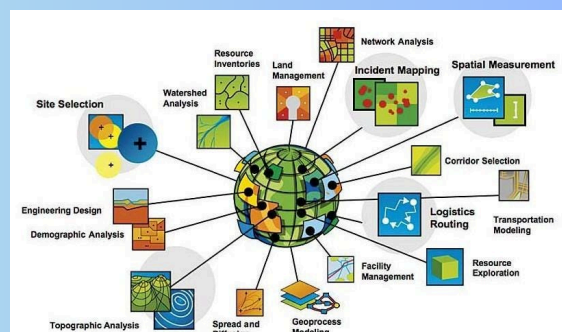 Network Analysis
Resource
Inventories
Land
Management
Incident Mapping
Spatial Measurement
Watershed
Analysis
Site Selection
Corridor Selection
Engineering Design
Demographic Analysis
Logistics
Routing
Transportation
Modeling
Facility
Management
Resource
Exploration
Topographic Analysis
Spread and
Geoprocess